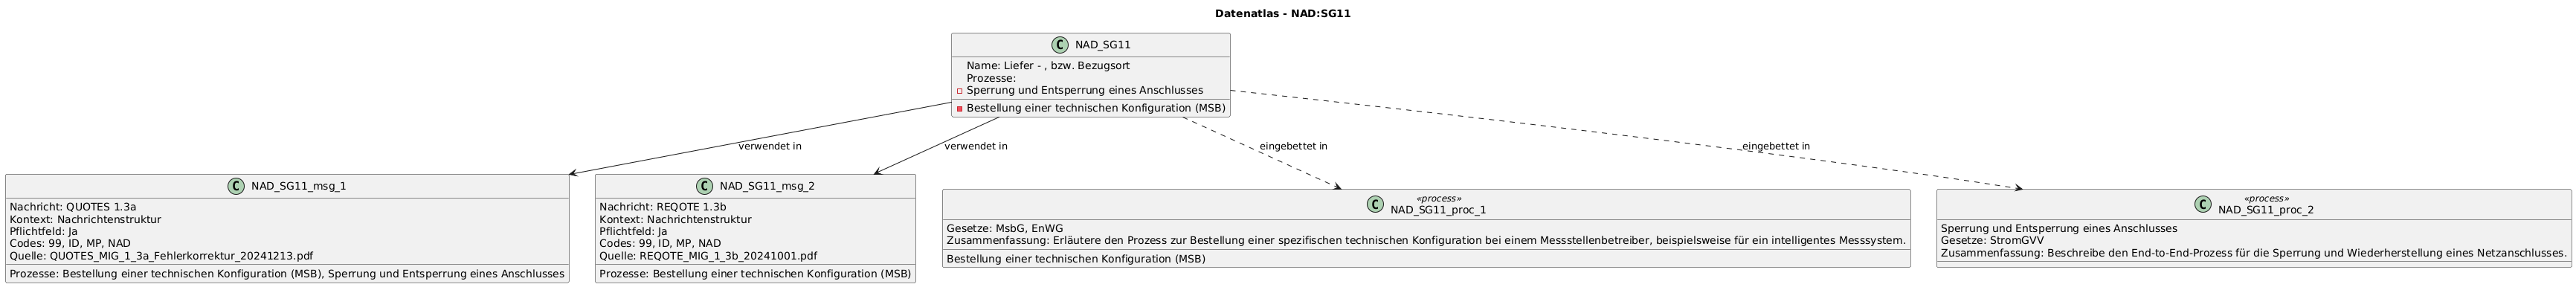 Datenatlas - NAD:SG11
C NAD_SG11
Name: Liefer - , bzw. Bezugsort
Prozesse:
Sperrung und Entsperrung eines Anschlusses
Bestellung einer technischen Konfiguration (MSB)
verwendet in
verwendet in
eingebettet in
eingebettet in
C NAD_SG11_msg_1
Nachricht: QUOTES 1.3a
Kontext: Nachrichtenstruktur
Pflichtfeld: Ja
Codes: 99, ID, MP, NAD
Quelle: QUOTES_MIG_1_3a_Fehlerkorrektur_20241213.pdf
Prozesse: Bestellung einer technischen Konfiguration (MSB), Sperrung und Entsperrung eines Anschlusses
C NAD_SG11_msg_2
Nachricht: REQOTE 1.3b
Kontext: Nachrichtenstruktur
Pflichtfeld: Ja
Codes: 99, ID, MP, NAD
Quelle: REQOTE_MIG_1_3b_20241001.pdf
Prozesse: Bestellung einer technischen Konfiguration (MSB)
«process»
C NAD_SG11_proc_1
Gesetze: MsbG, EnWG
Zusammenfassung: Erläutere den Prozess zur Bestellung einer spezifischen technischen Konfiguration bei einem Messstellenbetreiber, beispielsweise für ein intelligentes Messsystem.
Bestellung einer technischen Konfiguration (MSB)
«process»
C NAD_SG11_proc_2
Sperrung und Entsperrung eines Anschlusses
Gesetze: StromGVV
Zusammenfassung: Beschreibe den End-to-End-Prozess für die Sperrung und Wiederherstellung eines Netzanschlusses.